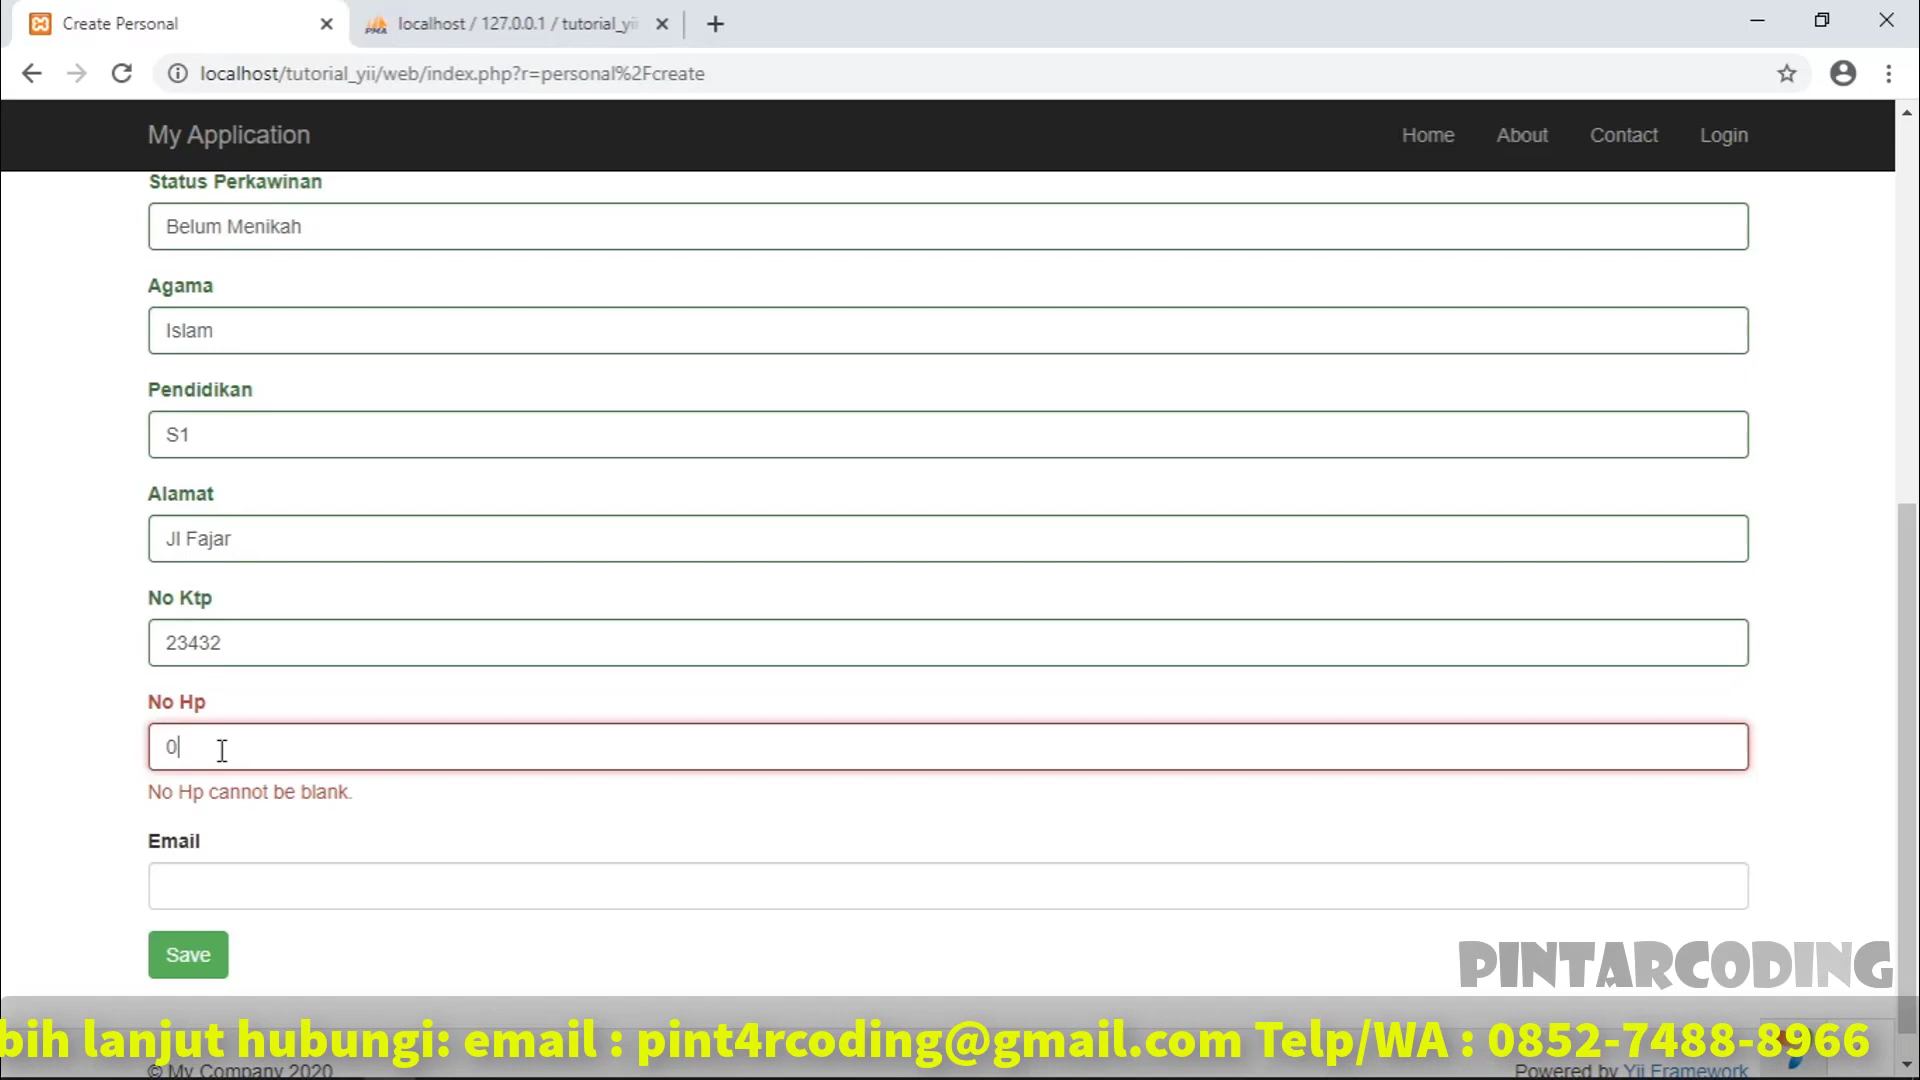 Create Personal
localhost / 127.0.0.1 / tutorial_yii
localhost/tutorial_yii/web/index.php?r=personal%2Fcreate
My Application
Home
About
Contact
Login
Status Perkawinan
Belum Menikah
Agama
Islam
Pendidikan
S1
Alamat
Jl Fajar
No Ktp
23432
No Hp
0
No Hp cannot be blank.
Email
Save
PINTARCODING
bih lanjut hubungi: email : pint4rcoding@gmail.com Telp/WA : 0852-7488-8966
© My Company 2020
Powered by Yii Framework